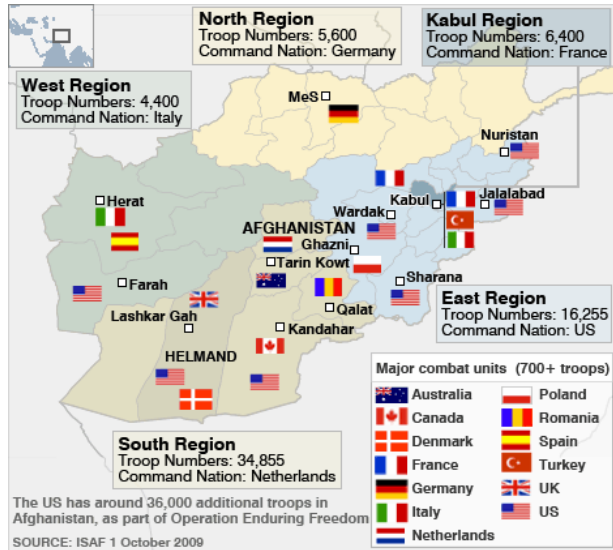 North Region
Troop Numbers: 5,600
Command Nation: Germany
Kabul Region
Troop Numbers: 6,400
Command Nation: France
West Region
Troop Numbers: 4,400
Command Nation: Italy
MeS
Nuristan
Herat
Kabul
Jalalabad
Wardak
AFGHANISTAN
Ghazni
Tarin Kowt
Farah
Sharana
Lashkar Gah
Qalat
Kandahar
HELMAND
East Region
Troop Numbers: 16,255
Command Nation: US
South Region
Troop Numbers: 34,855
Command Nation: Netherlands
Major combat units (700+ troops)
Australia
Canada
Denmark
France
Germany
Italy
Netherlands
Poland
Romania
Spain
Turkey
UK
US
The US has around 36,000 additional troops in
Afghanistan, as part of Operation Enduring Freedom
SOURCE: ISAF 1 October 2009